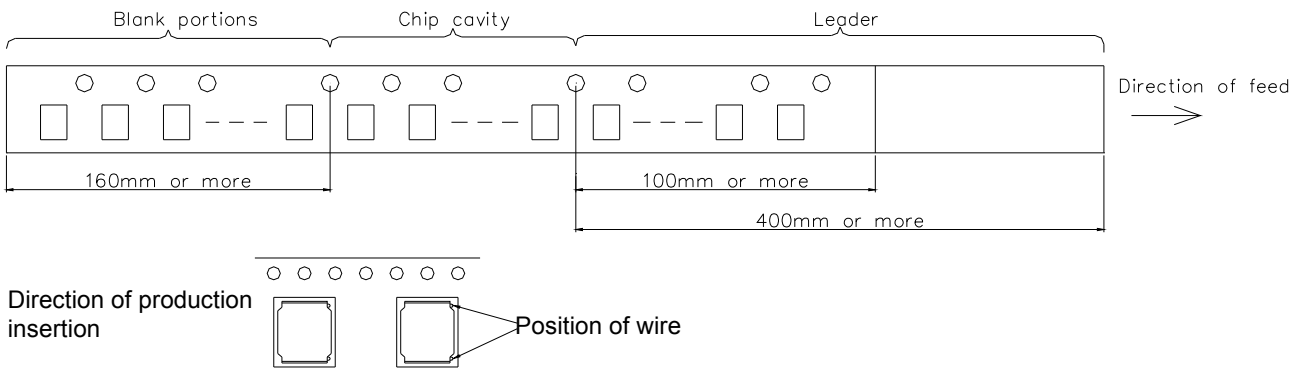 Blank portions
Chip cavity
Leader
Direction of feed
160mm or more
100mm or more
400mm or more
Direction of production
insertion
Position of wire